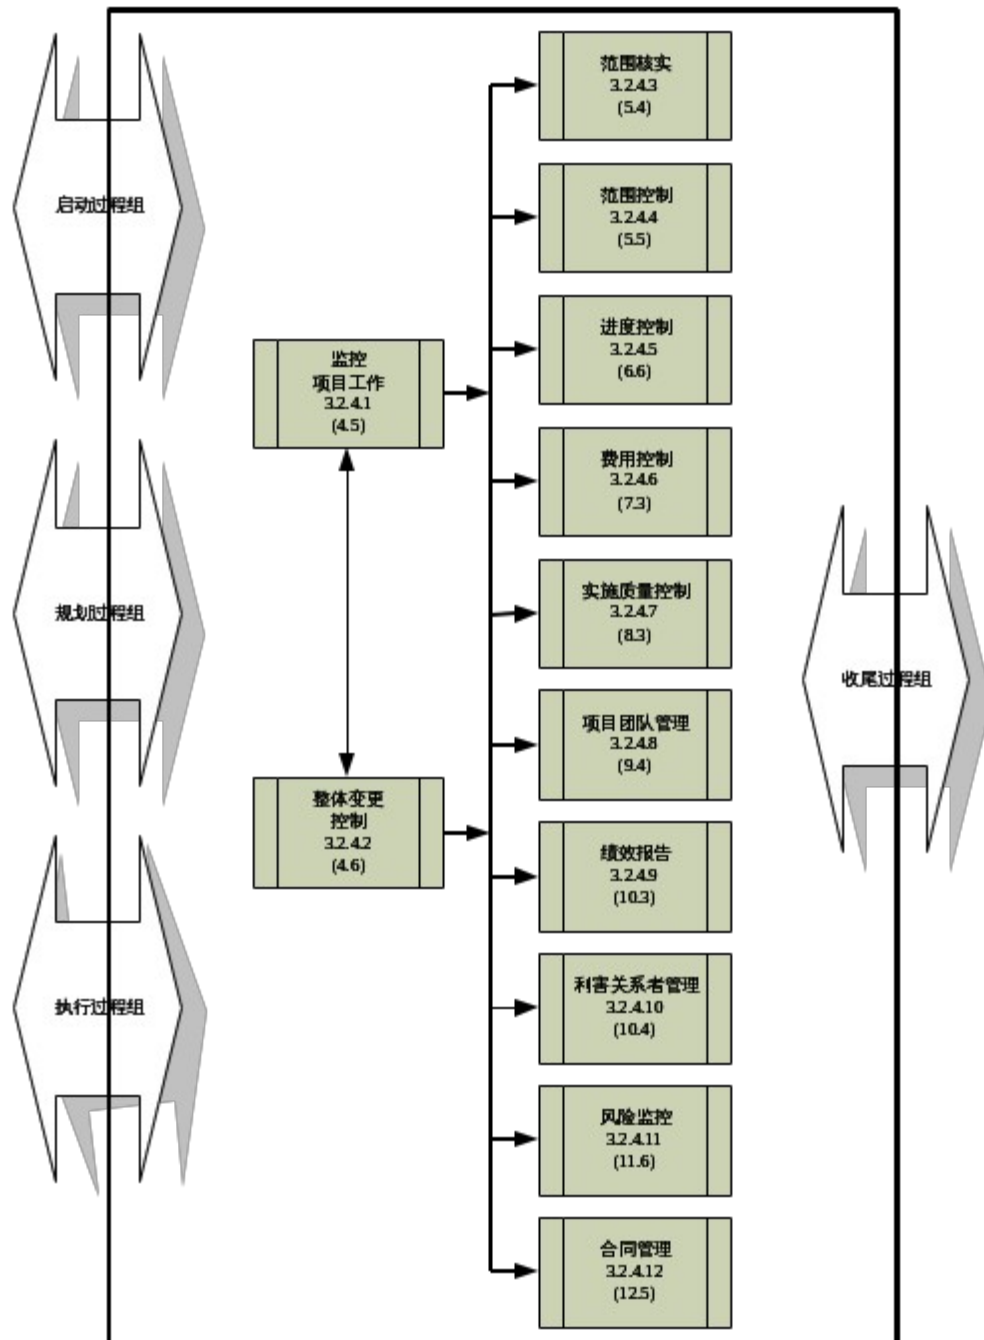 启动过程组
规划过程组
执行过程组
监控
项目工作
3.2.4.1
(4.5)
整体变更
控制
3.2.4.2
(4.6)
范围核实
3.2.4.3
(5.4)
范围控制
3.2.4.4
(5.5)
进度控制
3.2.4.5
(6.6)
费用控制
3.2.4.6
(7.3)
实施质量控制
3.2.4.7
(8.3)
项目团队管理
3.2.4.8
(9.4)
绩效报告
3.2.4.9
(10.3)
利害关系者管理
3.2.4.10
(10.4)
风险监控
3.2.4.11
(11.6)
合同管理
3.2.4.12
(12.5)
收尾过程组